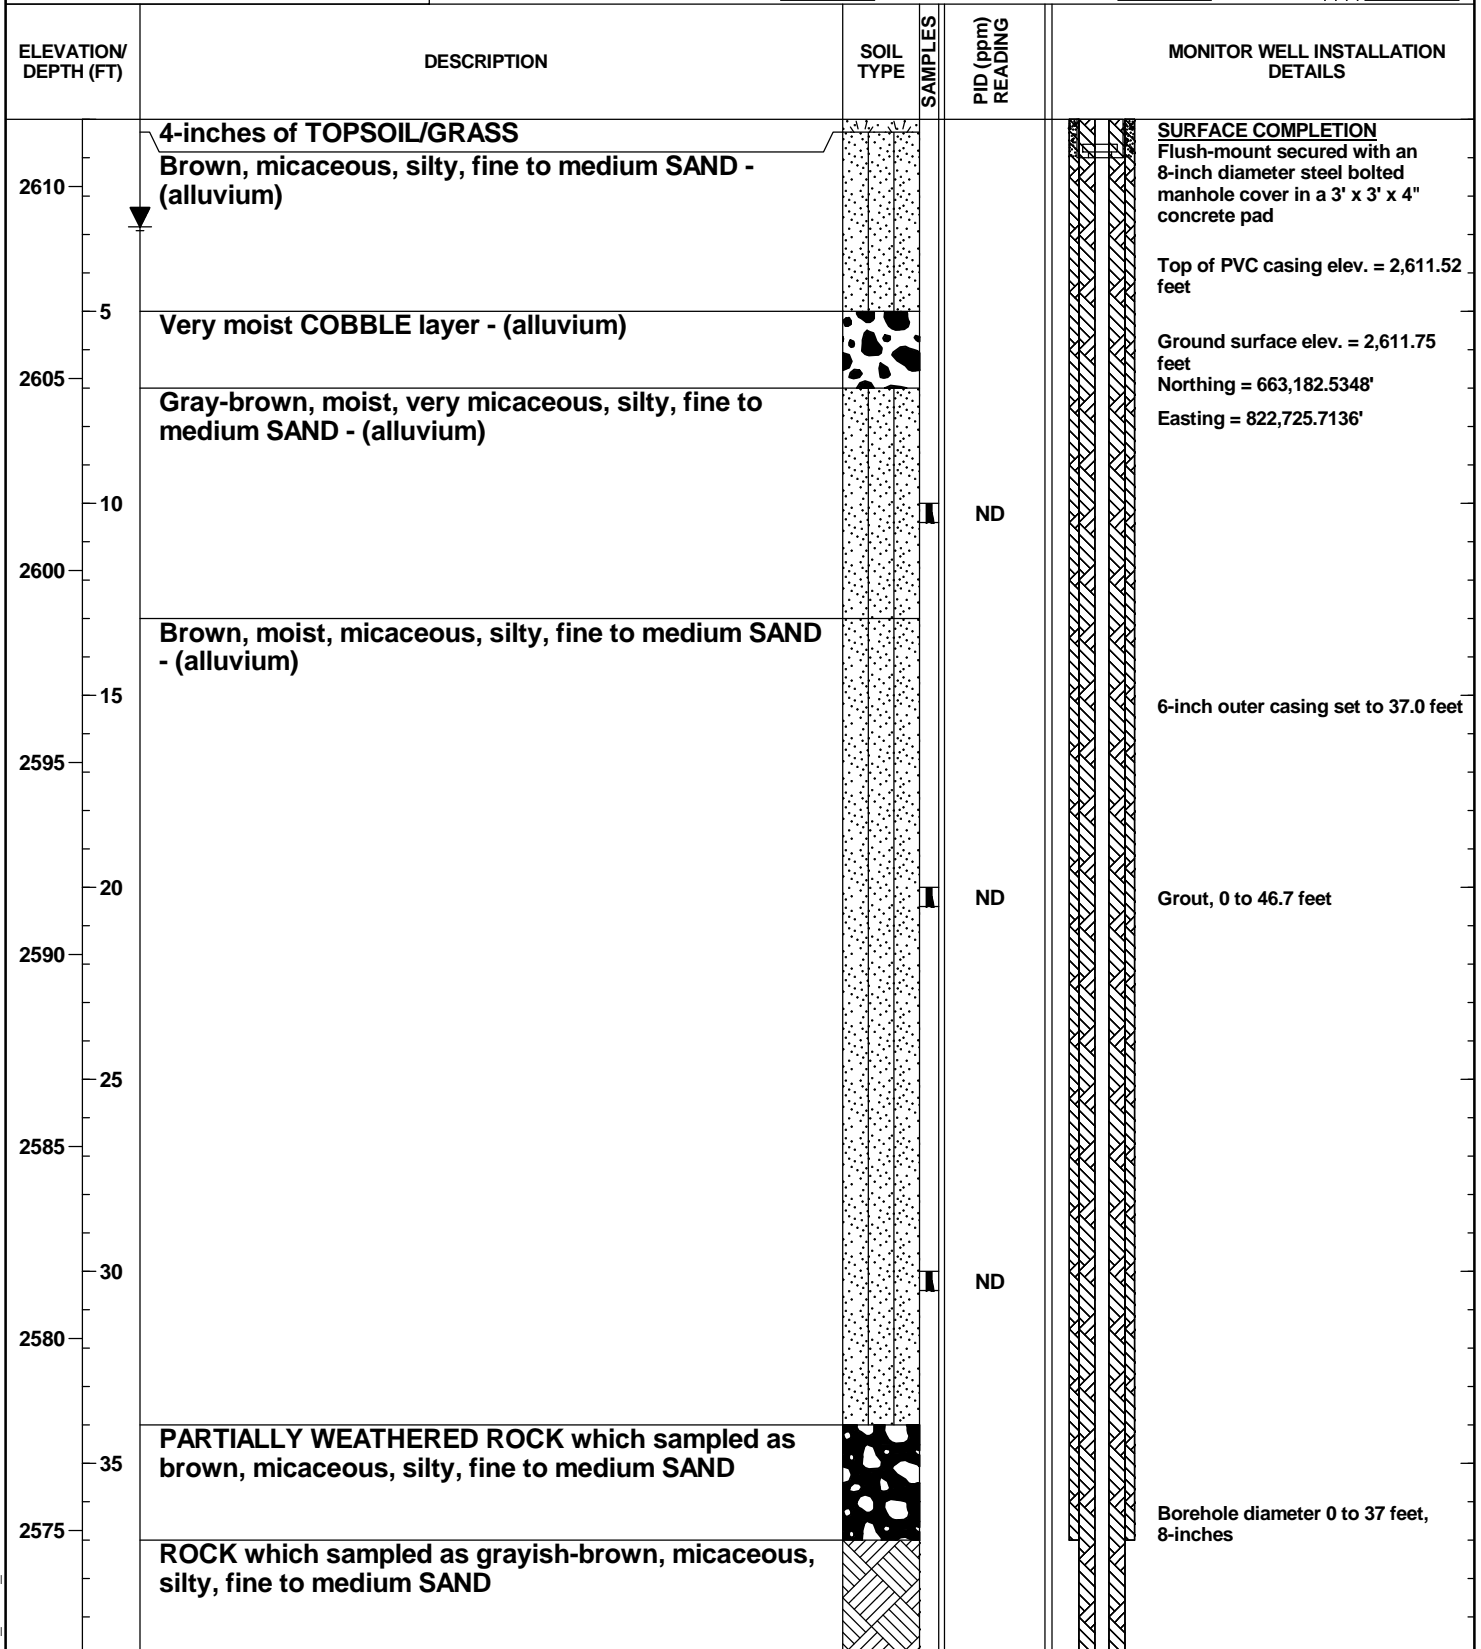 ELEVATION/
DEPTH (FT)
DESCRIPTION
SOIL
TYPE
SAMPLES
PID (ppm)
READING
MONITOR WELL INSTALLATION
DETAILS
4-inches of TOPSOIL/GRASS
SURFACE COMPLETION
Brown, micaceous, silty, fine to medium SAND -
(alluvium)
Flush-mount secured with an
8-inch diameter steel bolted
manhole cover in a 3' x 3' x 4"
concrete pad
2610
Top of PVC casing elev. = 2,611.52
feet
5
Very moist COBBLE layer - (alluvium)
Ground surface elev. = 2,611.75
feet
2605
Northing = 663,182.5348'
Gray-brown, moist, very micaceous, silty, fine to
medium SAND - (alluvium)
Easting = 822,725.7136'
10
ND
2600
Brown, moist, micaceous, silty, fine to medium SAND
- (alluvium)
15
6-inch outer casing set to 37.0 feet
2595
20
ND
Grout, 0 to 46.7 feet
2590
25
2585
30
ND
2580
PARTIALLY WEATHERED ROCK which sampled as
brown, micaceous, silty, fine to medium SAND
35
Borehole diameter 0 to 37 feet,
8-inches
2575
ROCK which sampled as grayish-brown, micaceous,
silty, fine to medium SAND